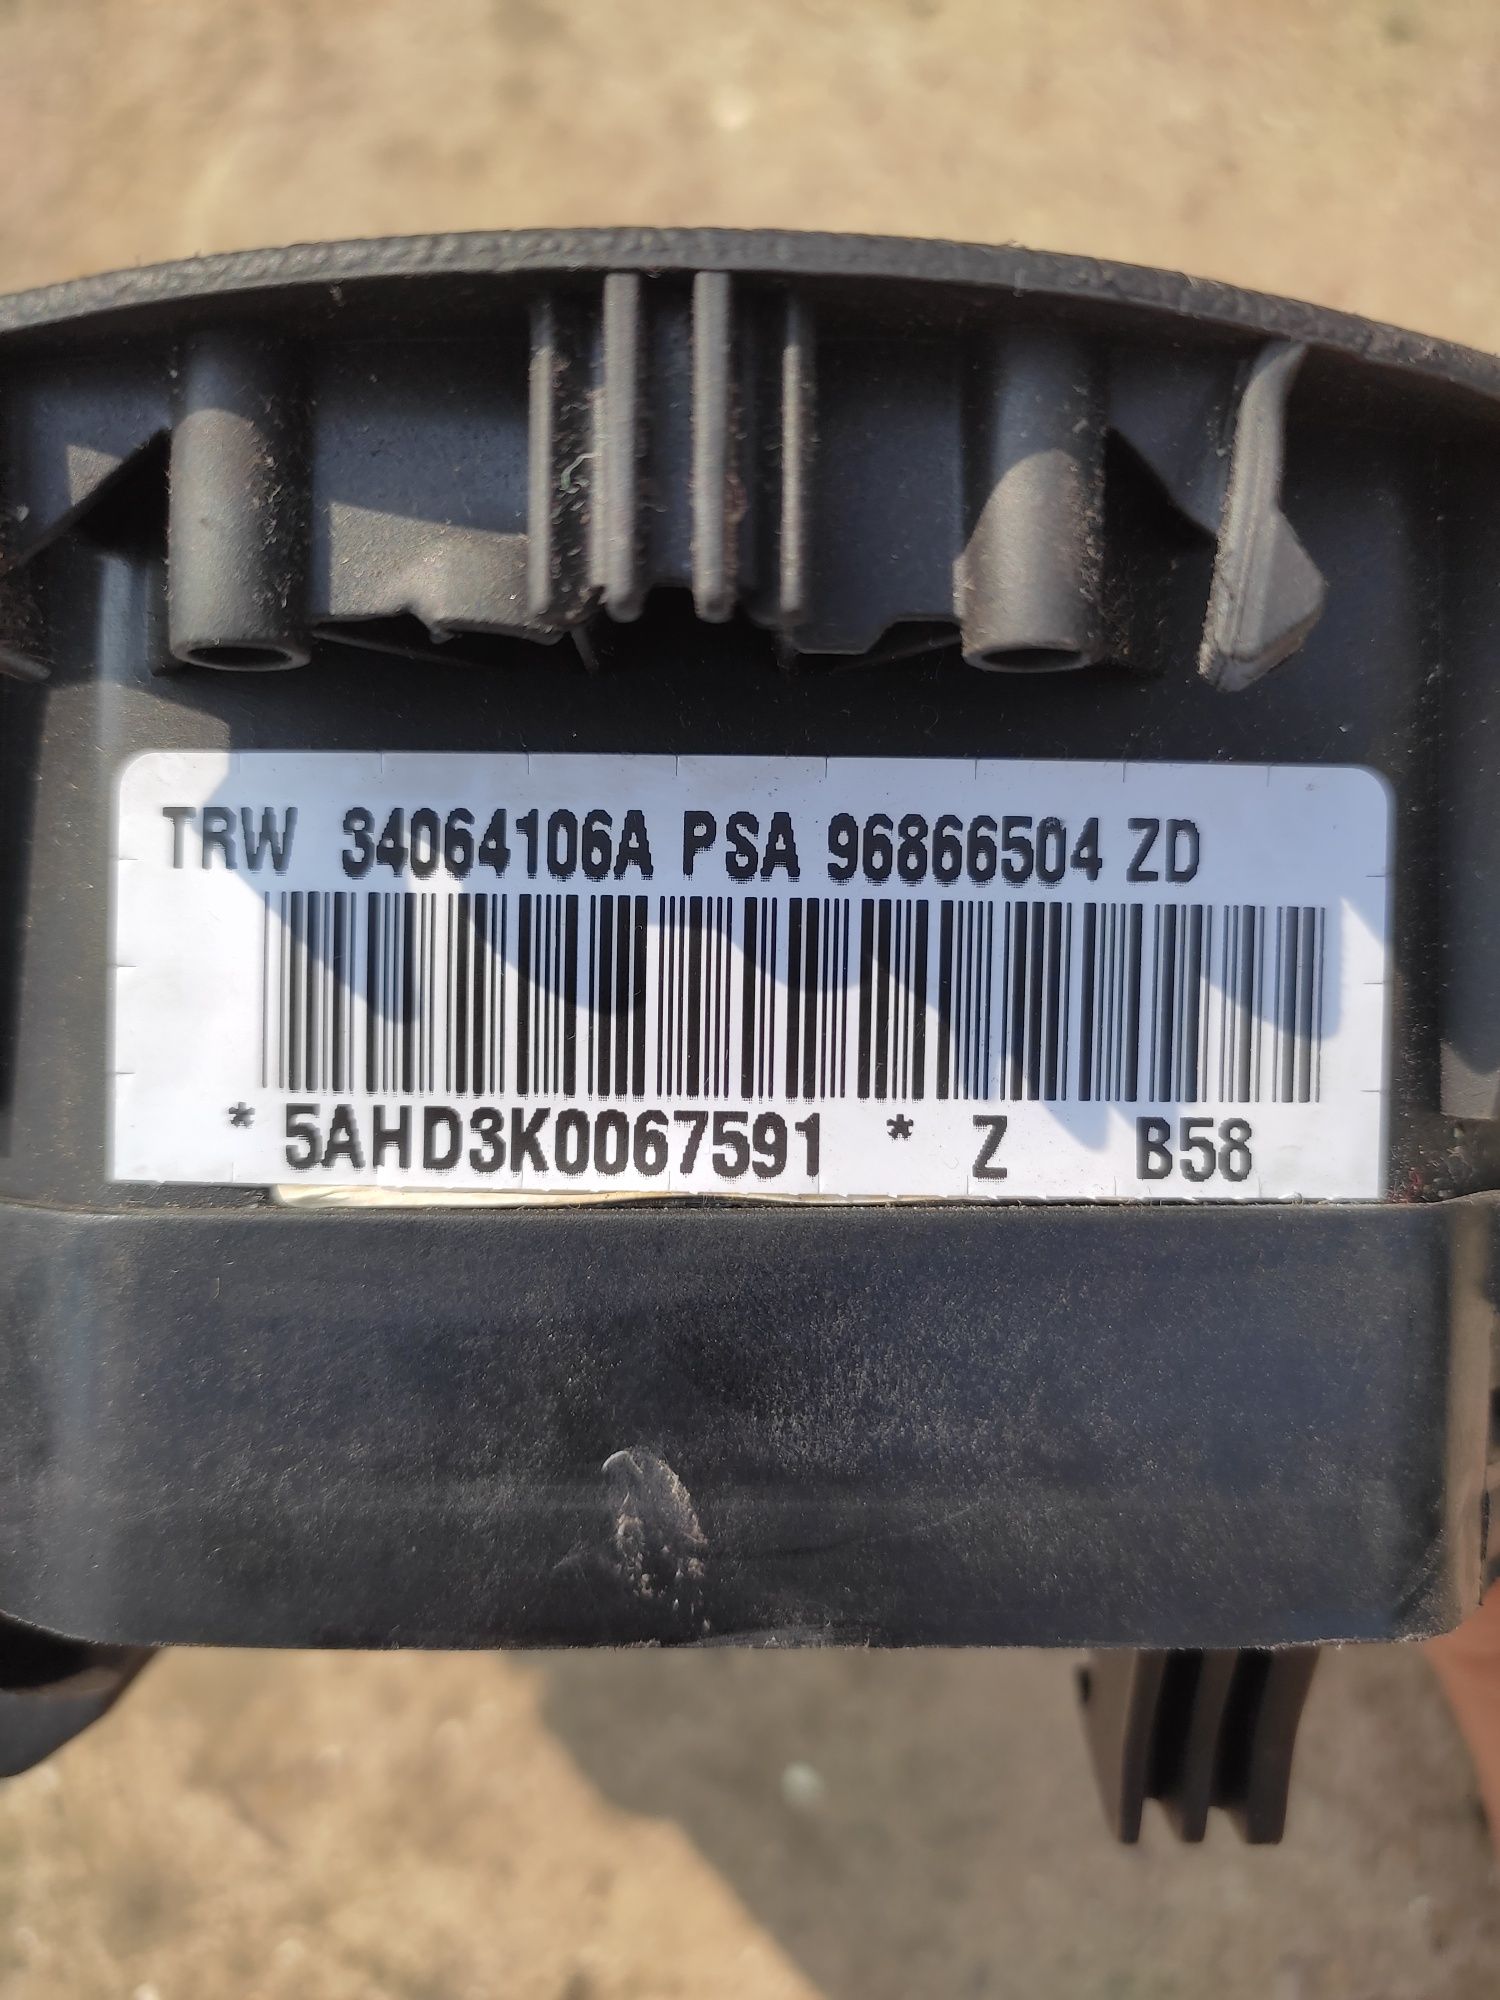 TRW 34064106A PSA 96866504 ZD
* 5AHD3K0067591 * Z B58